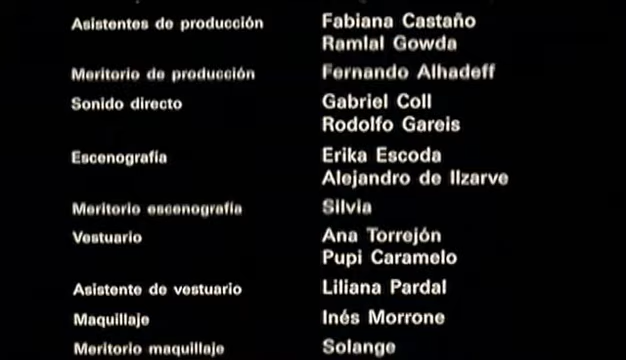 Asistentes de producción Fabiana Castaño
Ramlal Gowda
Meritorio de producción Fernando Alhadeff
Sonido directo Gabriel Coll
Rodolfo Gareis
Escenografía Erika Escoda
Alejandro de Ilzarve
Meritorio escenografía Silvia
Vestuario Ana Torrejón
Pupi Caramelo
Asistente de vestuario Liliana Pardal
Maquillaje Inés Morrone
Meritorio maquillaje Solange